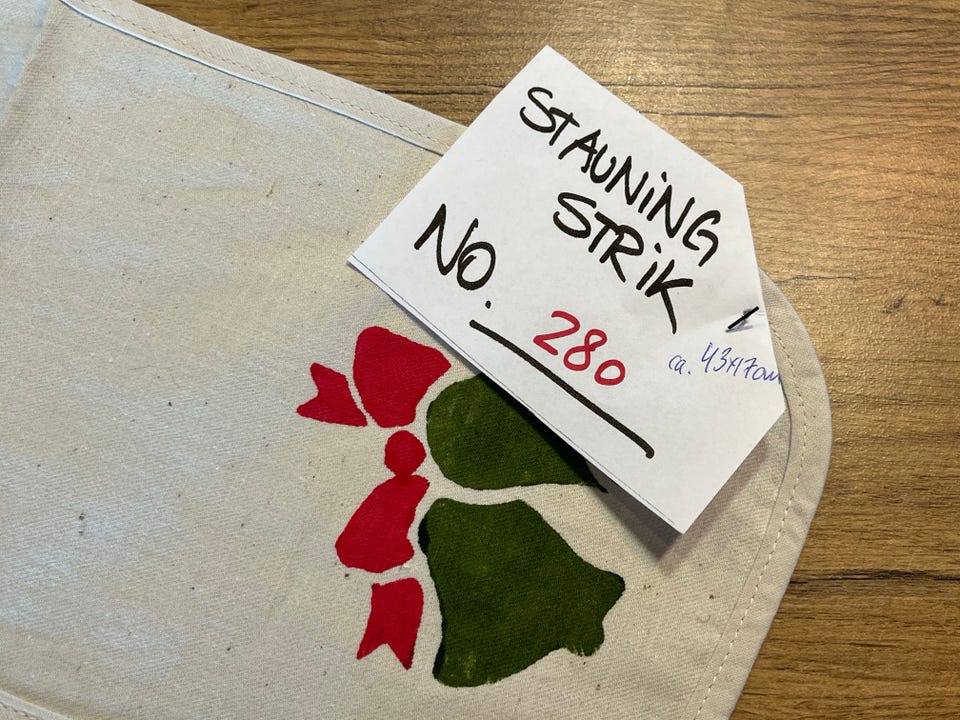 STAUNiNG
STRiK
NO. 280
ca. 43x17cm